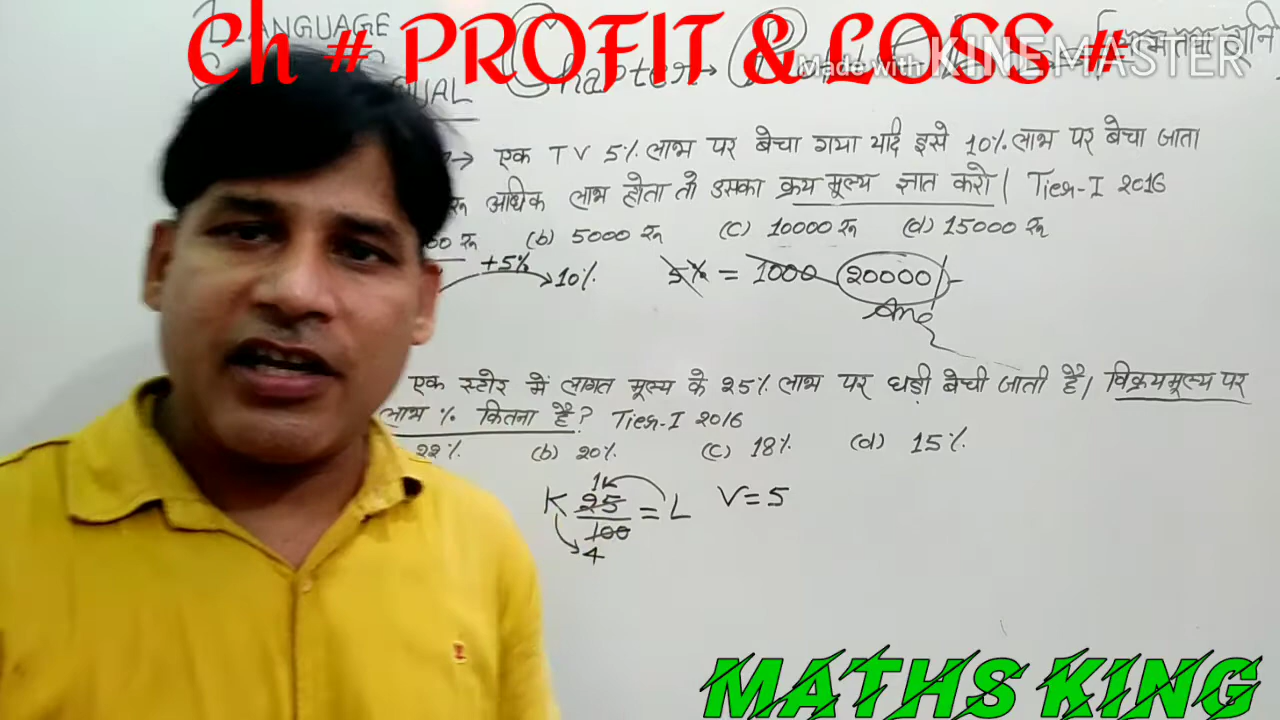 Ch # PROFIT & LOSS #
Made with KINEMASTER
LANGUAGE
Chapter→
→ एक TV 5% लाभ पर बेचा गया यदि इसे 10% लाभ पर बेचा जाता
अधिक लाभ होता तो उसका क्रय मूल्य ज्ञात करो। Tier-I 2016
(b) 5000 रू (c) 10000 रू (d) 15000 रू
+5%
10% 5% = 1000 20000
Ans
एक स्टोर में लागत मूल्य के 25% लाभ पर घड़ी बेची जाती है। विक्रयमूल्य पर
लाभ % कितना है? Tier-I 2016
22% (b) 20% (c) 18% (d) 15%
1
K 25/100 = L V=5
4
MATHS KING